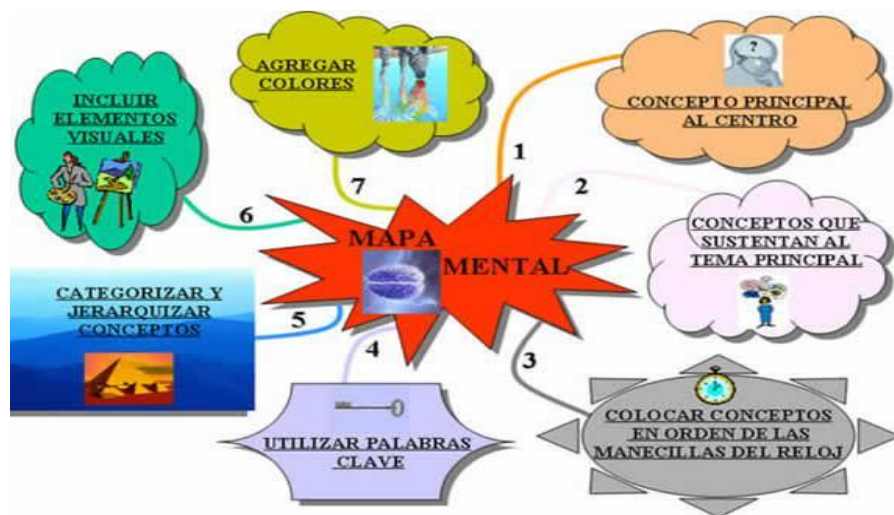 MAPA
MENTAL
1
?
CONCEPTO PRINCIPAL
AL CENTRO
2
CONCEPTOS QUE
SUSTENTAN AL
TEMA PRINCIPAL
3
COLOCAR CONCEPTOS
EN ORDEN DE LAS
MANECILLAS DEL RELOJ
4
UTILIZAR PALABRAS
CLAVE
5
CATEGORIZAR Y
JERARQUIZAR
CONCEPTOS
6
INCLUIR
ELEMENTOS
VISUALES
7
AGREGAR
COLORES